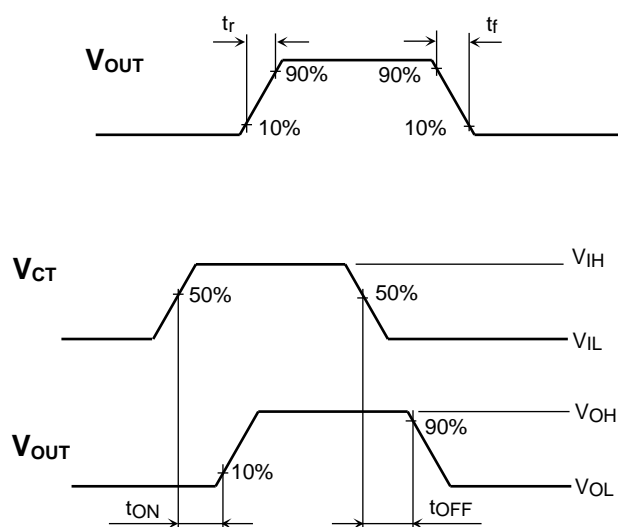 tr tf
VOUT 90% 90%
10% 10%
VCT VIH
50% 50%
VIL
VOH
VOUT 90%
10%
VOL
tON tOFF